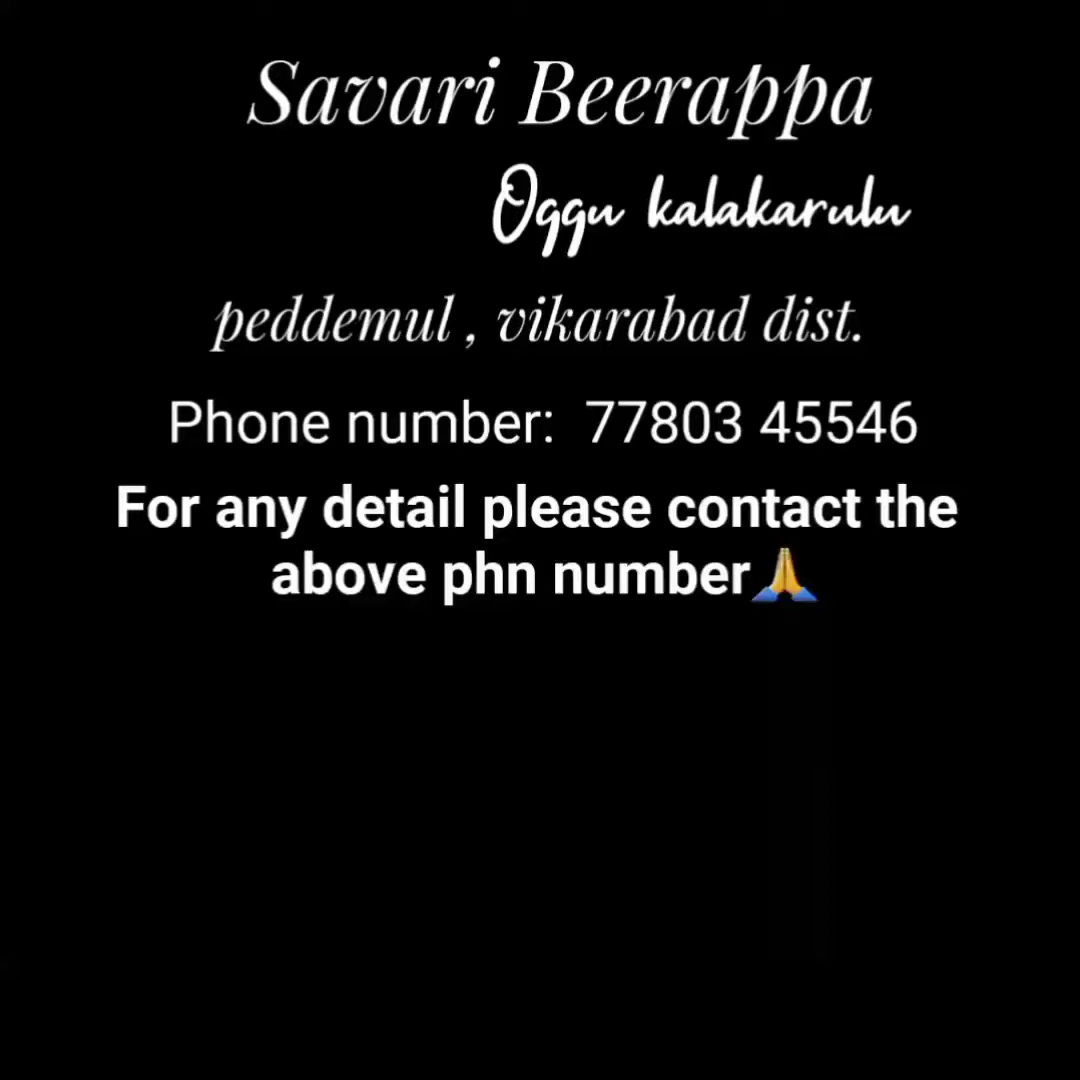 Savari Beerappa
Oggu kalakarulu
peddemul , vikarabad dist.
Phone number:  77803 45546
For any detail please contact the
above phn number🙏